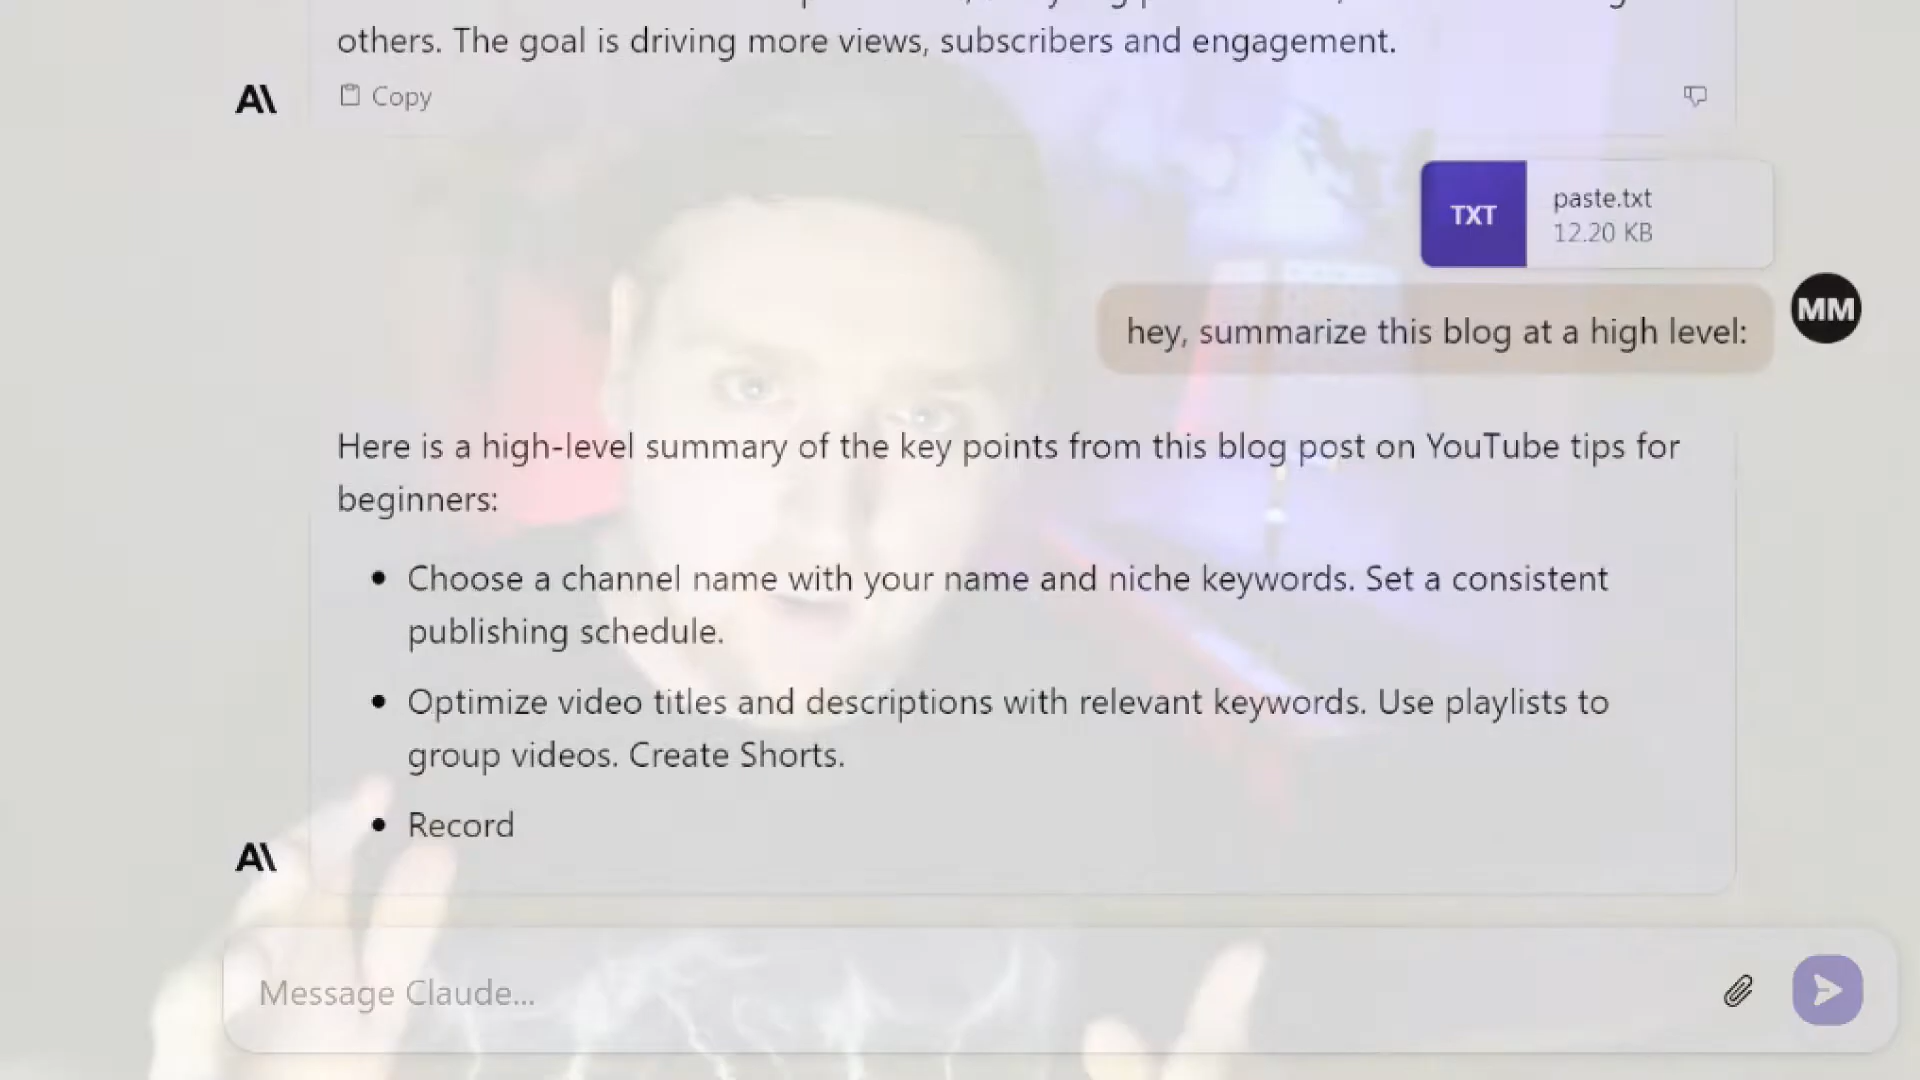 others. The goal is driving more views, subscribers and engagement.
A\
Copy
TXT
paste.txt
12.20 KB
hey, summarize this blog at a high level:
MM
Here is a high-level summary of the key points from this blog post on YouTube tips for
beginners:
• Choose a channel name with your name and niche keywords. Set a consistent
publishing schedule.
• Optimize video titles and descriptions with relevant keywords. Use playlists to
group videos. Create Shorts.
• Record
A\
Message Claude...